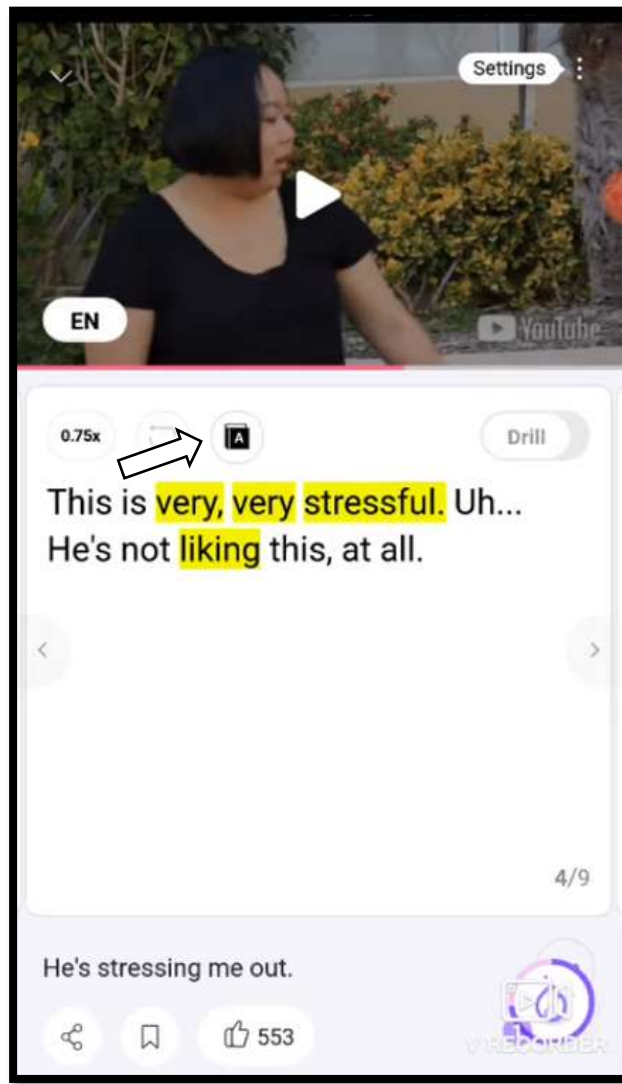 Settings
EN
YouTube
0.75x
A
Drill
This is very, very stressful. Uh...
He's not liking this, at all.
4/9
He's stressing me out.
553
V RECORDER